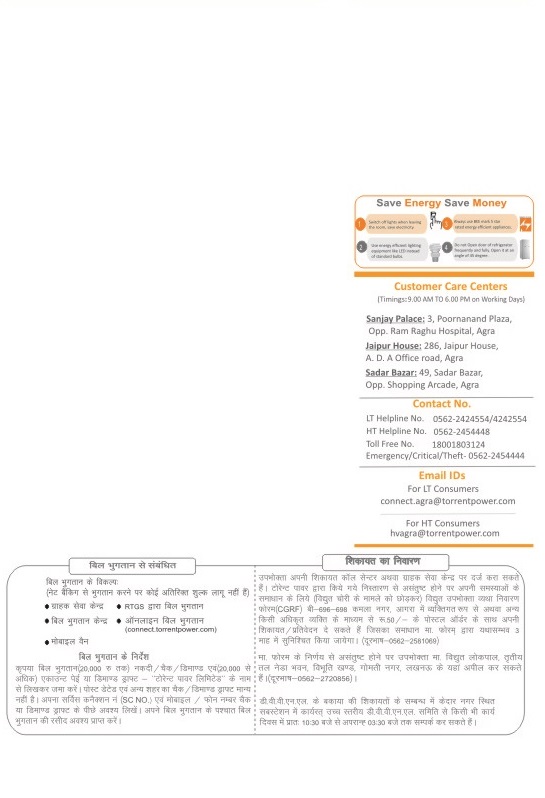 Save Energy Save Money
1 Switch off lights when leaving
the room, save electricity.
3 Always use BEE mark 5 star
rated energy efficient appliances.
2 Use energy efficient lighting
equipment like LED instead
of standard bulbs.
4 Do not Open door of refrigerator
frequently and fully. Open it at an
angle of 30 degree.
Customer Care Centers
(Timings:9.00 AM TO 6.00 PM on Working Days)
Sanjay Palace: 3, Poornanand Plaza,
Opp. Ram Raghu Hospital, Agra
Jaipur House: 286, Jaipur House,
A. D. A Office road, Agra
Sadar Bazar: 49, Sadar Bazar,
Opp. Shopping Arcade, Agra
Contact No.
LT Helpline No. 0562-2424554/4242554
HT Helpline No. 0562-2454448
Toll Free No. 18001803124
Emergency/Critical/Theft- 0562-2454444
Email IDs
For LT Consumers
connect.agra@torrentpower.com
For HT Consumers
hvagra@torrentpower.com
बिल भुगतान से संबंधित
बिल भुगतान के विकल्पः
(नेट बैंकिंग से भुगतान करने पर कोई अतिरिक्त शुल्क लागू नहीं हैं)
♦ ग्राहक सेवा केन्द्र ♦ RTGS द्वारा बिल भुगतान
♦ बिल भुगतान केन्द्र ♦ ऑनलाइन बिल भुगतान
(connect.torrentpower.com)
♦ मोबाइल वैन
बिल भुगतान के निर्देश
कृपया बिल भुगतान(20,000 रु तक) नकदी/चैक/डिमाण्ड एवं(20,000 से
अधिक) एकाउन्ट पेई या डिमाण्ड ड्राफ्ट – "टोरेन्ट पावर लिमिटेड" के नाम
से लिखकर जमा करें। पोस्ट डेटेड एवं अन्य शहर का चैक/डिमाण्ड ड्राफ्ट मान्य
नहीं है। अपना सर्विस कनैक्शन नं (SC NO.) एवं मोबाइल / फोन नम्बर चैक
या डिमाण्ड ड्राफ्ट के पीछे अवश्य लिखें। अपने बिल भुगतान के पश्चात बिल
भुगतान की रसीद अवश्य प्राप्त करें।
शिकायत का निवारण
उपभोक्ता अपनी शिकायत कॉल सेन्टर अथवा ग्राहक सेवा केन्द्र पर दर्ज करा सकते
हैं। टोरेन्ट पावर द्वारा किये गये निस्तारण से असंतुष्ट होने पर अपनी समस्याओं के
समाधान के लिये (विद्युत चोरी के मामले को छोड़कर) विद्युत उपभोक्ता व्यथा निवारण
फोरम(CGRF) बी–696–698 कमला नगर, आगरा में व्यक्तिगत रूप से अथवा अन्य
किसी अधिकृत व्यक्ति के माध्यम से रू.50/– के पोस्टल ऑर्डर के साथ अपनी
शिकायत/प्रतिवेदन दे सकते हैं जिसका समाधान मा. फोरम् द्वारा यथासम्भव 3
माह में सुनिश्चित किया जायेगा। (दूरभाष–0562–2581069)
मा. फोरम के निर्णय से असंतुष्ट होने पर उपभोक्ता मा. विद्युत लोकपाल, तृतीय
तल नेडा भवन, विभूति खण्ड, गोमती नगर, लखनऊ के यहां अपील कर सकते
हैं।(दूरभाष–0522–2720856)।
डी.वी.वी.एन.एल. के बकाया की शिकायतों के सम्बन्ध में केदार नगर स्थित
सबस्टेशन में कार्यरत् उच्च स्तरीय डी.वी.वी.एन.एल. समिति से किसी भी कार्य
दिवस में प्रातः 10:30 बजे से अपरान्ह 03:30 बजे तक सम्पर्क कर सकते हैं।